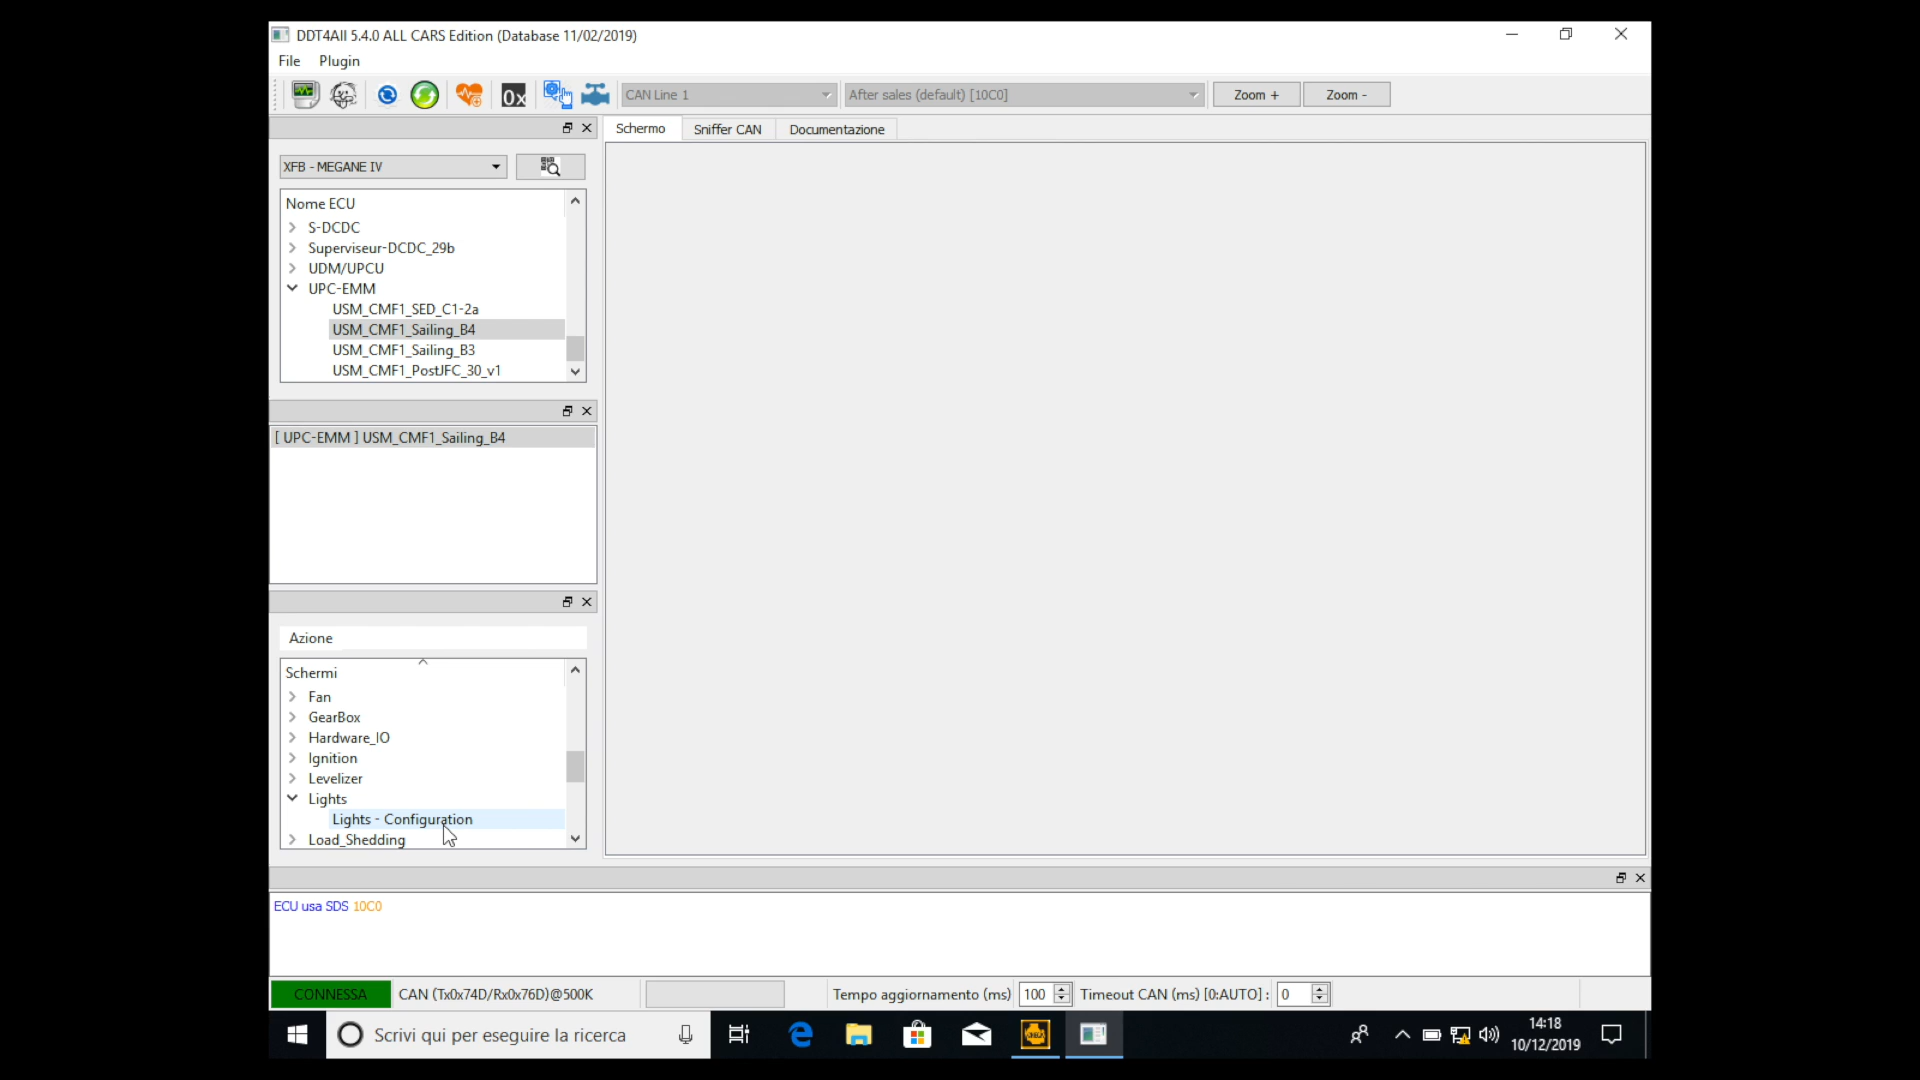 DDT4All 5.4.0 ALL CARS Edition (Database 11/02/2019)
File Plugin
0x CAN Line 1 After sales (default) [10C0] Zoom + Zoom -
Schermo Sniffer CAN Documentazione
XFB - MEGANE IV
Nome ECU
S-DCDC
Superviseur-DCDC_29b
UDM/UPCU
UPC-EMM
USM_CMF1_SED_C1-2a
USM_CMF1_Sailing_B4
USM_CMF1_Sailing_B3
USM_CMF1_PostJFC_30_v1
[ UPC-EMM ] USM_CMF1_Sailing_B4
Azione
Schermi
Fan
GearBox
Hardware_IO
Ignition
Levelizer
Lights
Lights - Configuration
Load_Shedding
ECU usa SDS 10C0
CONNESSA CAN (Tx0x74D/Rx0x76D)@500K Tempo aggiornamento (ms) 100 Timeout CAN (ms) [0:AUTO] : 0
Scrivi qui per eseguire la ricerca
14:18
10/12/2019